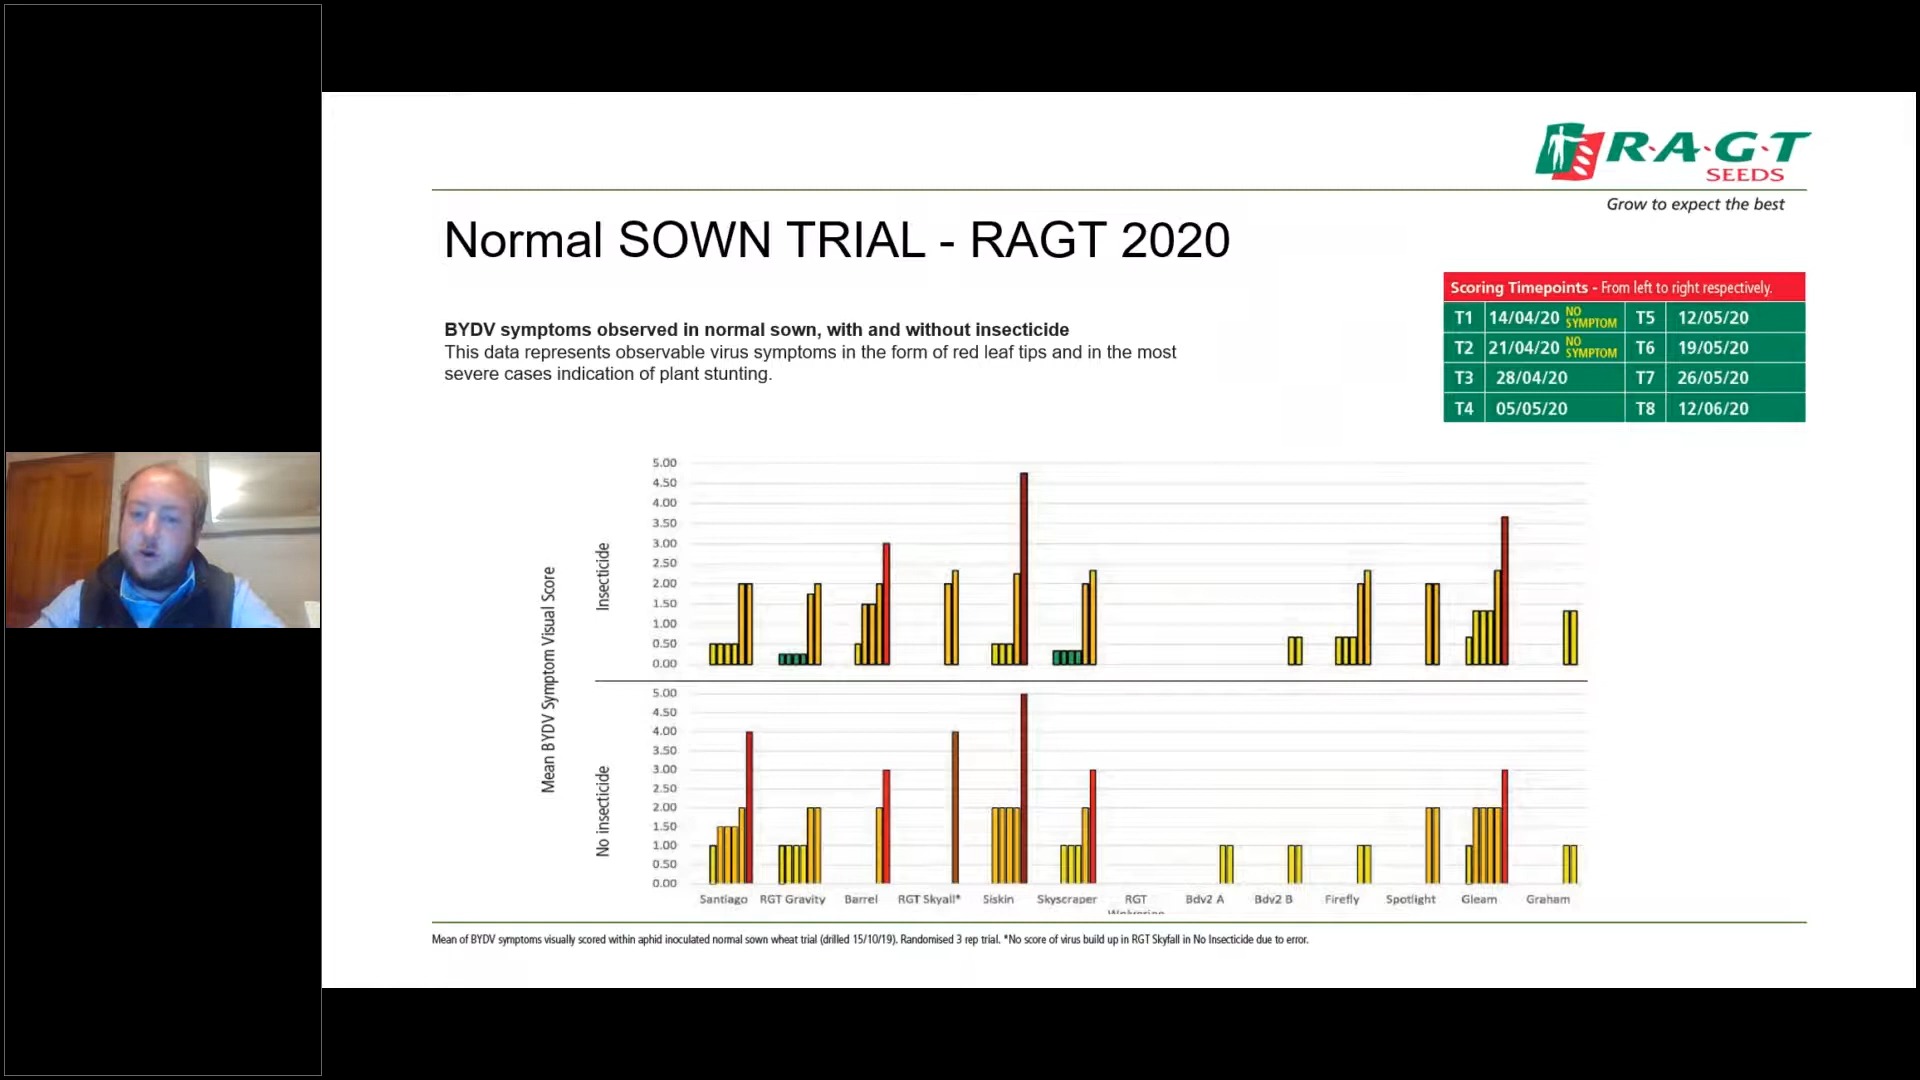 R·A·G·T
SEEDS
Grow to expect the best
Normal SOWN TRIAL - RAGT 2020
BYDV symptoms observed in normal sown, with and without insecticide
This data represents observable virus symptoms in the form of red leaf tips and in the most
severe cases indication of plant stunting.
Scoring Timepoints - From left to right respectively.
T1 14/04/20 NO SYMPTOM T5 12/05/20
T2 21/04/20 NO SYMPTOM T6 19/05/20
T3 28/04/20 T7 26/05/20
T4 05/05/20 T8 12/06/20
Mean BYDV Symptom Visual Score
Insecticide
5.00
4.50
4.00
3.50
3.00
2.50
2.00
1.50
1.00
0.50
0.00
No insecticide
5.00
4.50
4.00
3.50
3.00
2.50
2.00
1.50
1.00
0.50
0.00
Santiago RGT Gravity Barrel RGT Skyall* Siskin Skyscraper RGT Wolverine Bdv2 A Bdv2 B Firefly Spotlight Gleam Graham
Mean of BYDV symptoms visually scored within aphid inoculated normal sown wheat trial (drilled 15/10/19). Randomised 3 rep trial. *No score of virus build up in RGT Skyfall in No Insecticide due to error.